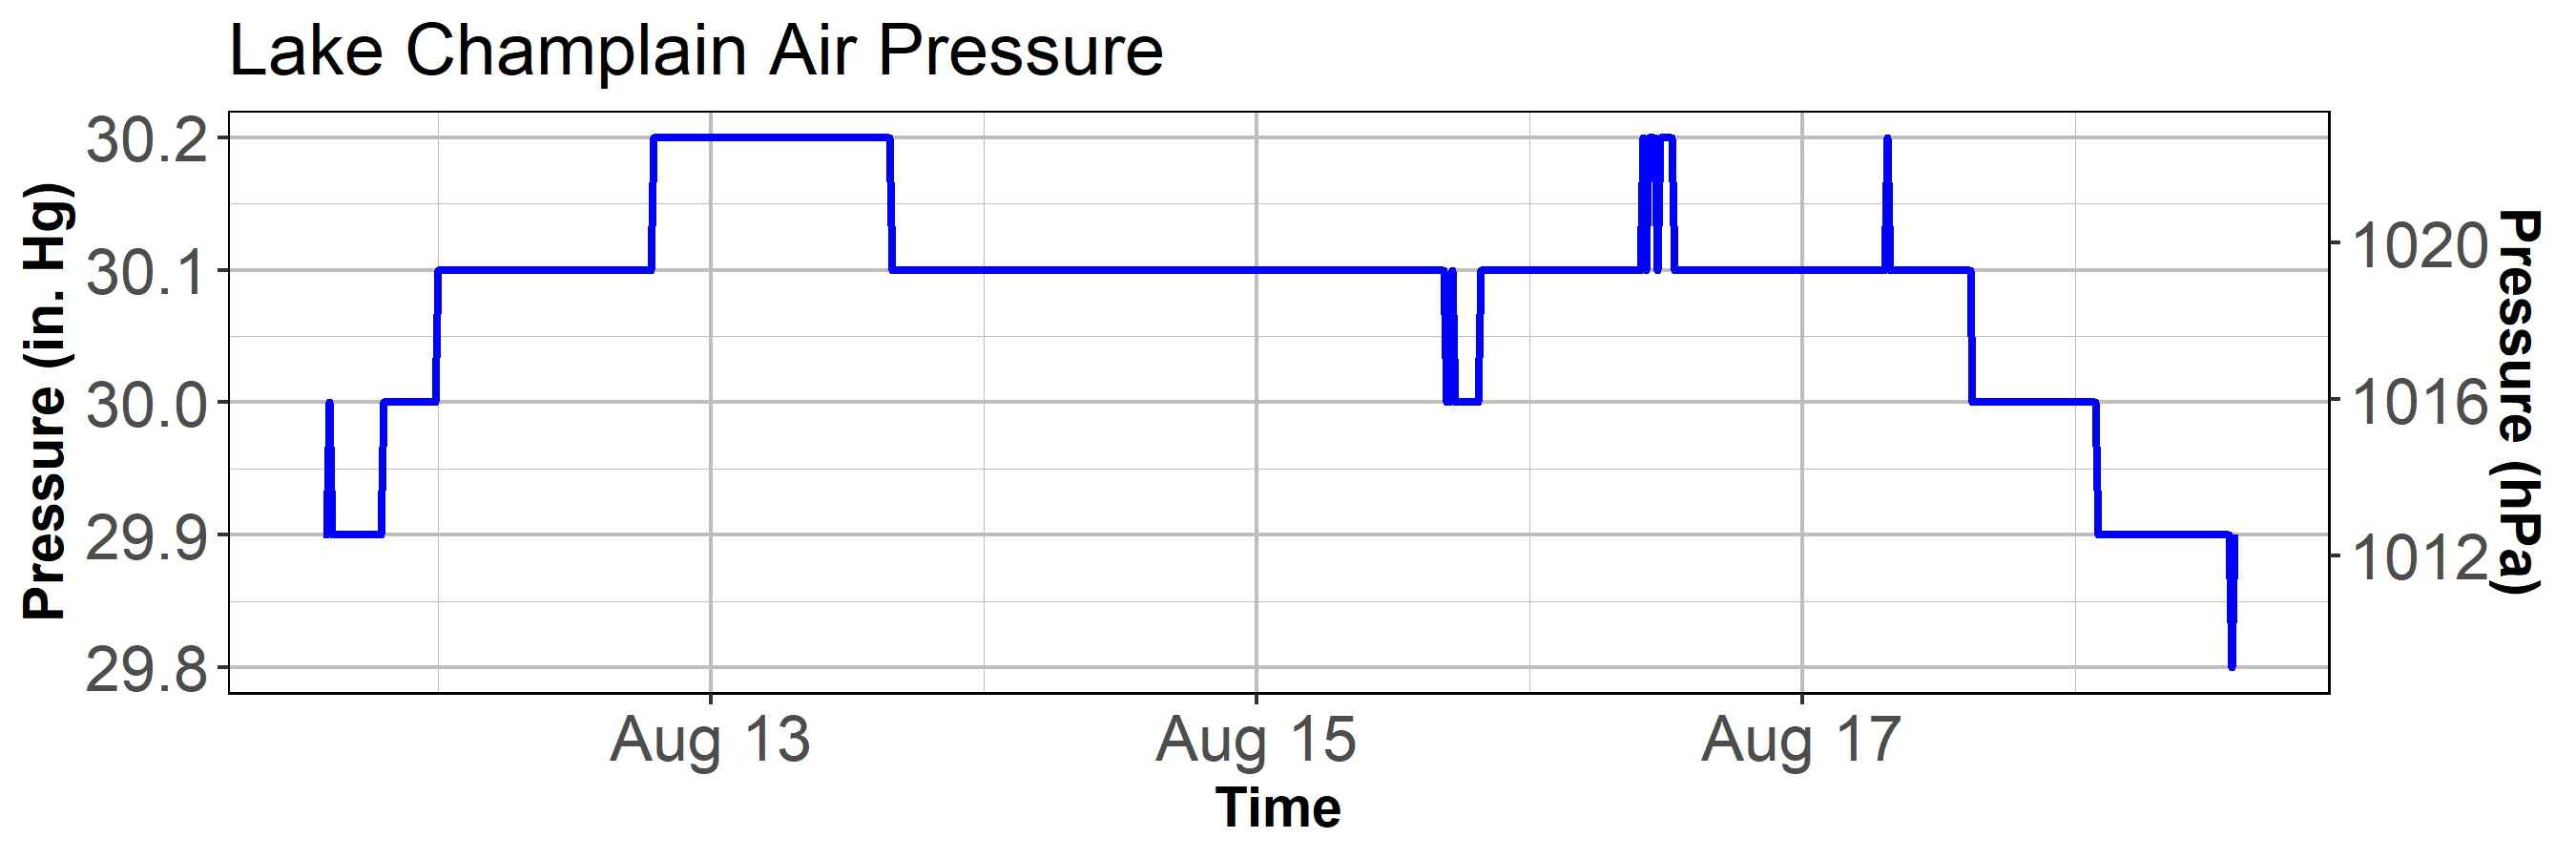 Lake Champlain Air Pressure
Pressure (in. Hg)
30.2
30.1
30.0
29.9
29.8
1020
1016
1012
Pressure (hPa)
Aug 13 Aug 15 Aug 17
Time